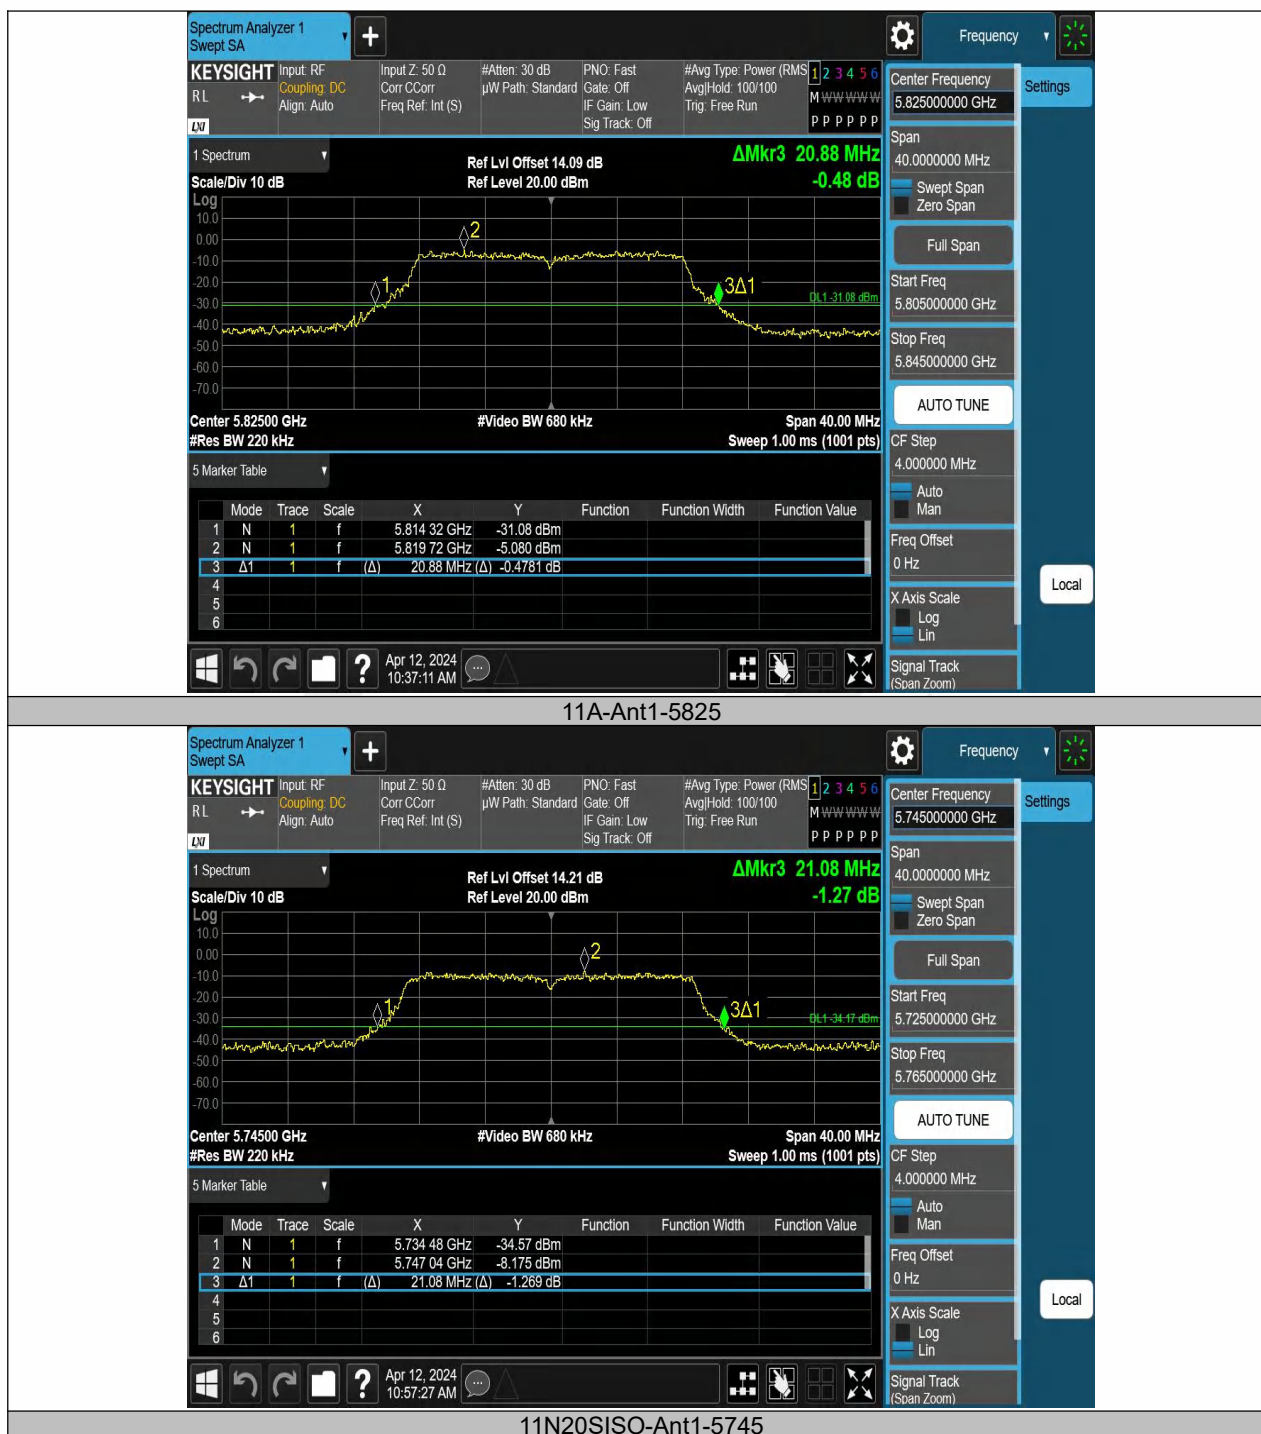 Spectrum Analyzer 1
Swept SA
+
Frequency
KEYSIGHT
RL
LXI
Input: RF
Coupling: DC
Align: Auto
Input Z: 50 Ω
Corr CCorr
Freq Ref: Int (S)
#Atten: 30 dB
µW Path: Standard
PNO: Fast
Gate: Off
IF Gain: Low
Sig Track: Off
#Avg Type: Power (RMS
Avg|Hold: 100/100
Trig: Free Run
1 2 3 4 5 6
M W W W W W
P P P P P P
Center Frequency
5.825000000 GHz
Settings
Span
40.0000000 MHz
Swept Span
Zero Span
Full Span
Start Freq
5.805000000 GHz
Stop Freq
5.845000000 GHz
AUTO TUNE
CF Step
4.000000 MHz
Auto
Man
Freq Offset
0 Hz
X Axis Scale
Log
Lin
Signal Track
(Span Zoom)
Local
1 Spectrum
Scale/Div 10 dB
Ref Lvl Offset 14.09 dB
Ref Level 20.00 dBm
ΔMkr3 20.88 MHz
-0.48 dB
Log
10.0
0.00
-10.0
-20.0
-30.0
-40.0
-50.0
-60.0
-70.0
2
1
3Δ1
DL1 -31.08 dBm
Center 5.82500 GHz
#Video BW 680 kHz
Span 40.00 MHz
#Res BW 220 kHz
Sweep 1.00 ms (1001 pts)
5 Marker Table
Mode Trace Scale X Y Function Function Width Function Value
1 N 1 f 5.814 32 GHz -31.08 dBm
2 N 1 f 5.819 72 GHz -5.080 dBm
3 Δ1 1 f (Δ) 20.88 MHz (Δ) -0.4781 dB
4
5
6
?
Apr 12, 2024
10:37:11 AM
11A-Ant1-5825
Spectrum Analyzer 1
Swept SA
+
Frequency
KEYSIGHT
RL
LXI
Input: RF
Coupling: DC
Align: Auto
Input Z: 50 Ω
Corr CCorr
Freq Ref: Int (S)
#Atten: 30 dB
µW Path: Standard
PNO: Fast
Gate: Off
IF Gain: Low
Sig Track: Off
#Avg Type: Power (RMS
Avg|Hold: 100/100
Trig: Free Run
1 2 3 4 5 6
M W W W W W
P P P P P P
Center Frequency
5.745000000 GHz
Settings
Span
40.0000000 MHz
Swept Span
Zero Span
Full Span
Start Freq
5.725000000 GHz
Stop Freq
5.765000000 GHz
AUTO TUNE
CF Step
4.000000 MHz
Auto
Man
Freq Offset
0 Hz
X Axis Scale
Log
Lin
Signal Track
(Span Zoom)
Local
1 Spectrum
Scale/Div 10 dB
Ref Lvl Offset 14.21 dB
Ref Level 20.00 dBm
ΔMkr3 21.08 MHz
-1.27 dB
Log
10.0
0.00
-10.0
-20.0
-30.0
-40.0
-50.0
-60.0
-70.0
2
1
3Δ1
DL1 -34.17 dBm
Center 5.74500 GHz
#Video BW 680 kHz
Span 40.00 MHz
#Res BW 220 kHz
Sweep 1.00 ms (1001 pts)
5 Marker Table
Mode Trace Scale X Y Function Function Width Function Value
1 N 1 f 5.734 48 GHz -34.57 dBm
2 N 1 f 5.747 04 GHz -8.175 dBm
3 Δ1 1 f (Δ) 21.08 MHz (Δ) -1.269 dB
4
5
6
?
Apr 12, 2024
10:57:27 AM
11N20SISO-Ant1-5745